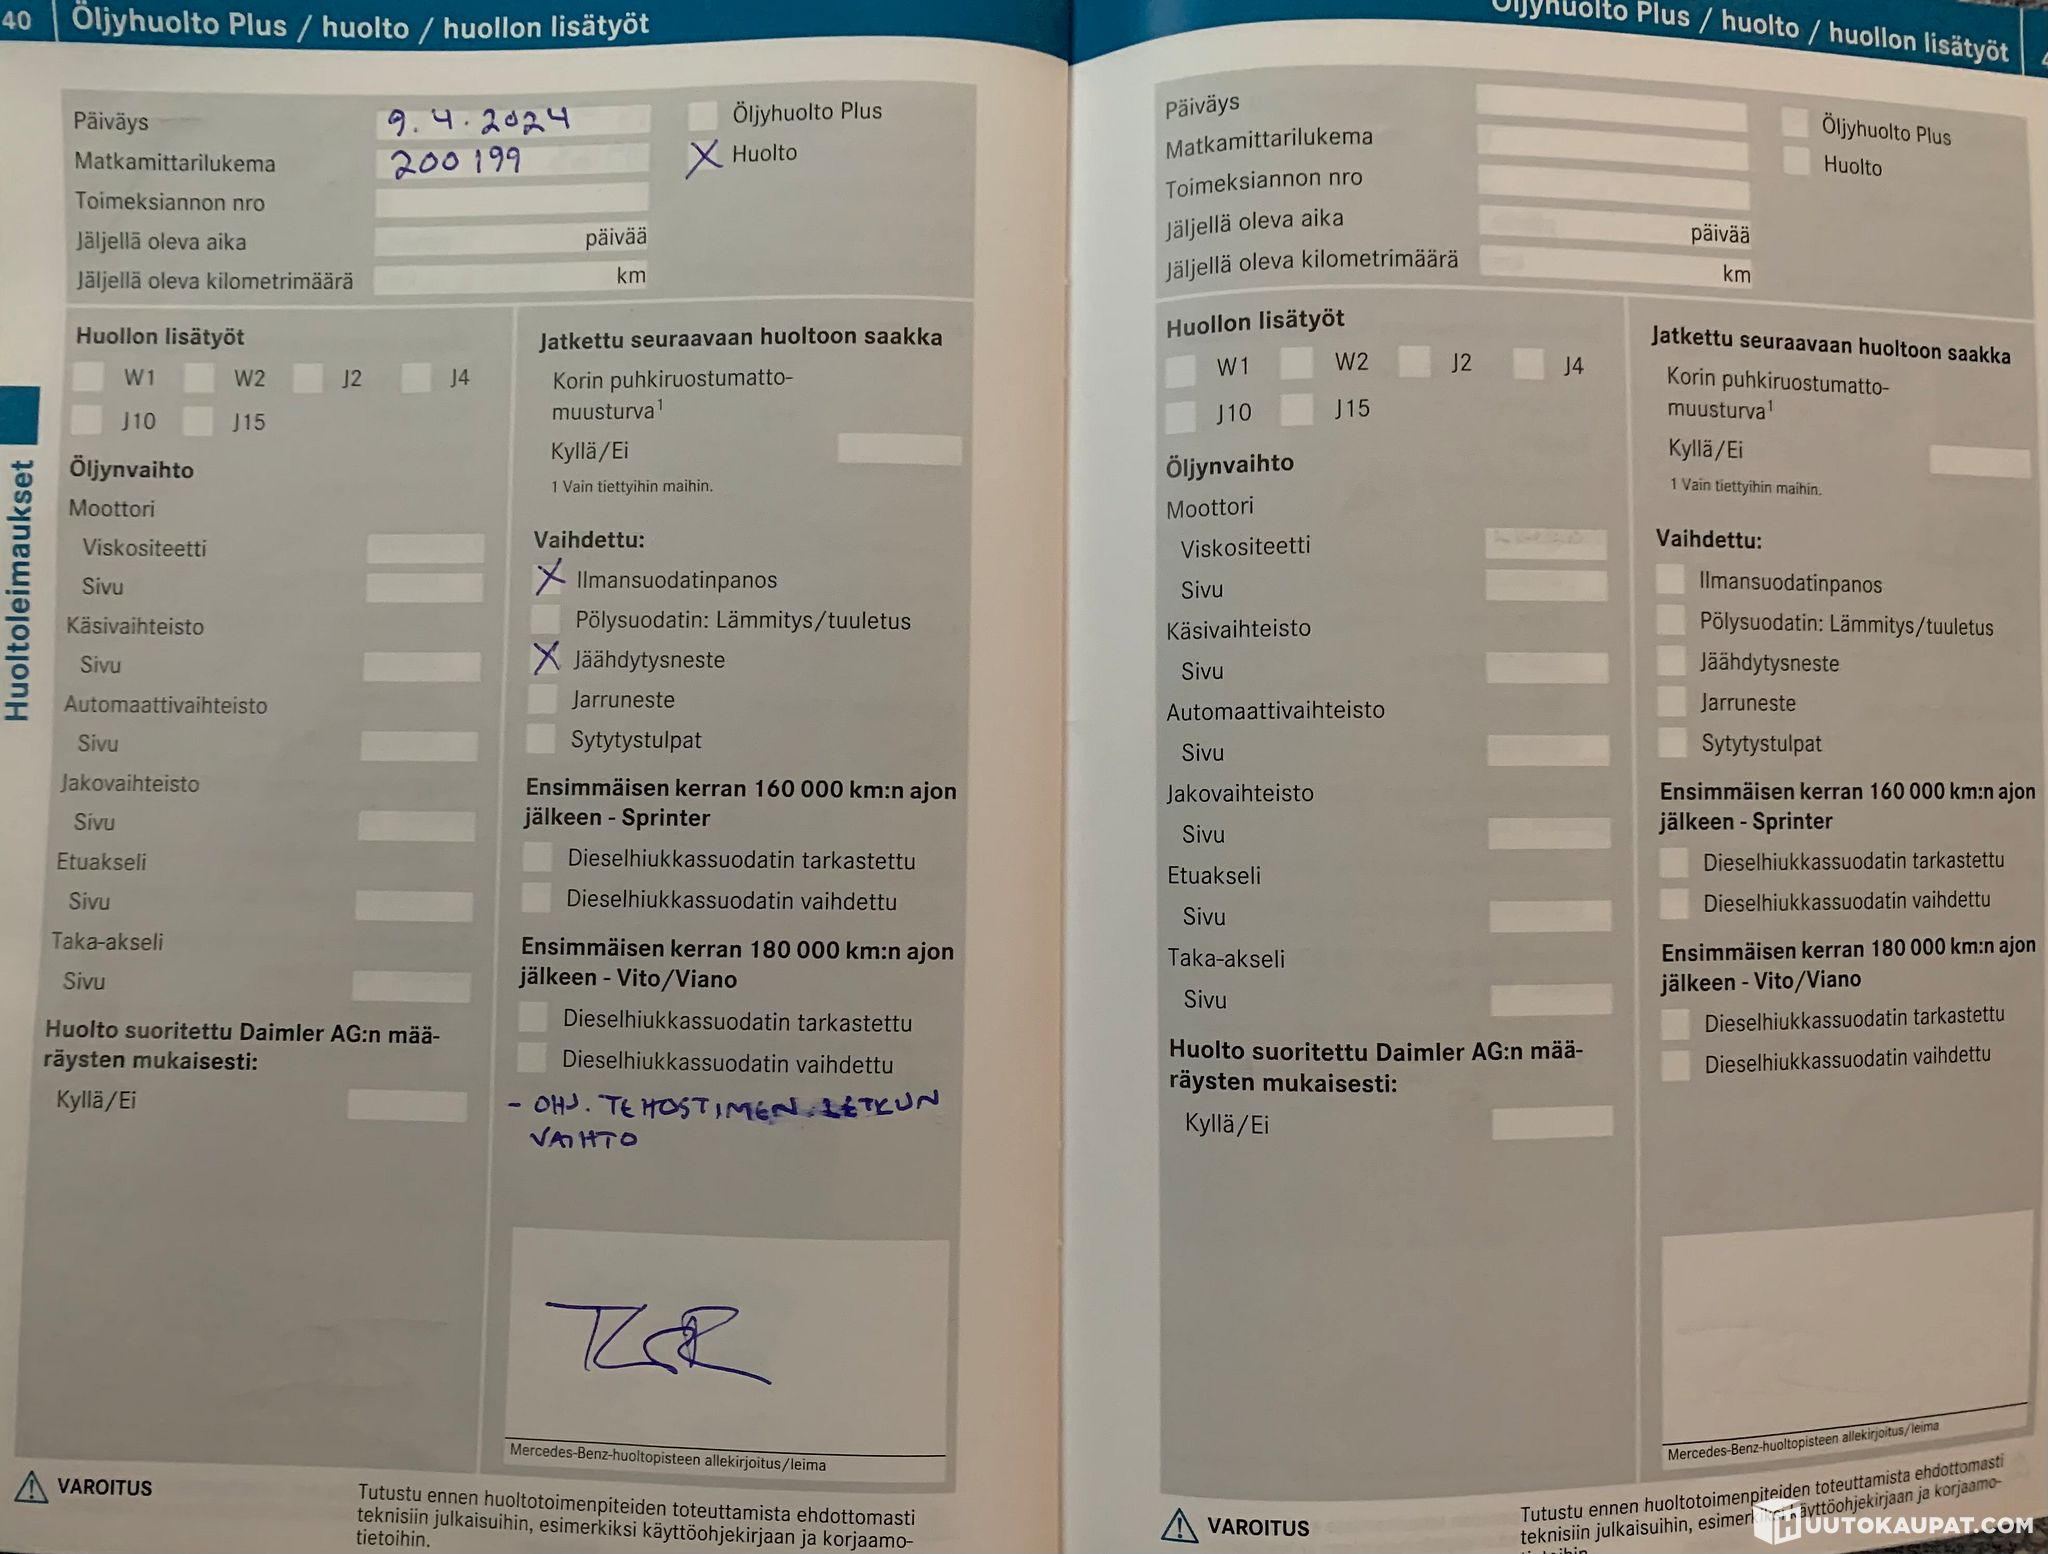 40 Öljyhuolto Plus / huolto / huollon lisätyöt
Päiväys 9.4.2024
Matkamittarilukema 200 199
Toimeksiannon nro
Jäljellä oleva aika päivää
Jäljellä oleva kilometrimäärä km
Öljyhuolto Plus
X Huolto
Huollon lisätyöt
W1 W2 J2 J4
J10 J15
Öljynvaihto
Moottori
Viskositeetti
Sivu
Käsivaihteisto
Sivu
Automaattivaihteisto
Sivu
Jakovaihteisto
Sivu
Etuakseli
Sivu
Taka-akseli
Sivu
Huolto suoritettu Daimler AG:n mää-
räysten mukaisesti:
Kyllä/Ei
Jatkettu seuraavaan huoltoon saakka
Korin puhkiruostumatto-
muusturva1
Kyllä/Ei
1 Vain tiettyihin maihin.
Vaihdettu:
X Ilmansuodatinpanos
Pölysuodatin: Lämmitys/tuuletus
X Jäähdytysneste
Jarruneste
Sytytystulpat
Ensimmäisen kerran 160 000 km:n ajon
jälkeen - Sprinter
Dieselhiukkassuodatin tarkastettu
Dieselhiukkassuodatin vaihdettu
Ensimmäisen kerran 180 000 km:n ajon
jälkeen - Vito/Viano
Dieselhiukkassuodatin tarkastettu
Dieselhiukkassuodatin vaihdettu
- OHJ. TEHOSTIMEN LETKUN
VAIHTO
Mercedes-Benz-huoltopisteen allekirjoitus/leima
VAROITUS
Tutustu ennen huoltotoimenpiteiden toteuttamista ehdottomasti
teknisiin julkaisuihin, esimerkiksi käyttöohjekirjaan ja korjaamo-
tietoihin.
Huoltoleimaukset
Öljyhuolto Plus / huolto / huollon lisätyöt
Päiväys
Matkamittarilukema
Toimeksiannon nro
Jäljellä oleva aika päivää
Jäljellä oleva kilometrimäärä km
Öljyhuolto Plus
Huolto
Huollon lisätyöt
W1 W2 J2 J4
J10 J15
Öljynvaihto
Moottori
Viskositeetti
Sivu
Käsivaihteisto
Sivu
Automaattivaihteisto
Sivu
Jakovaihteisto
Sivu
Etuakseli
Sivu
Taka-akseli
Sivu
Huolto suoritettu Daimler AG:n mää-
räysten mukaisesti:
Kyllä/Ei
Jatkettu seuraavaan huoltoon saakka
Korin puhkiruostumatto-
muusturva1
Kyllä/Ei
1 Vain tiettyihin maihin.
Vaihdettu:
Ilmansuodatinpanos
Pölysuodatin: Lämmitys/tuuletus
Jäähdytysneste
Jarruneste
Sytytystulpat
Ensimmäisen kerran 160 000 km:n ajon
jälkeen - Sprinter
Dieselhiukkassuodatin tarkastettu
Dieselhiukkassuodatin vaihdettu
Ensimmäisen kerran 180 000 km:n ajon
jälkeen - Vito/Viano
Dieselhiukkassuodatin tarkastettu
Dieselhiukkassuodatin vaihdettu
Mercedes-Benz-huoltopisteen allekirjoitus/leima
VAROITUS
Tutustu ennen huoltotoimenpiteiden toteuttamista ehdottomasti
teknisiin julkaisuihin, käyttöohjekirjaan ja korjaamo-
HUUTOKAUPAT.COM